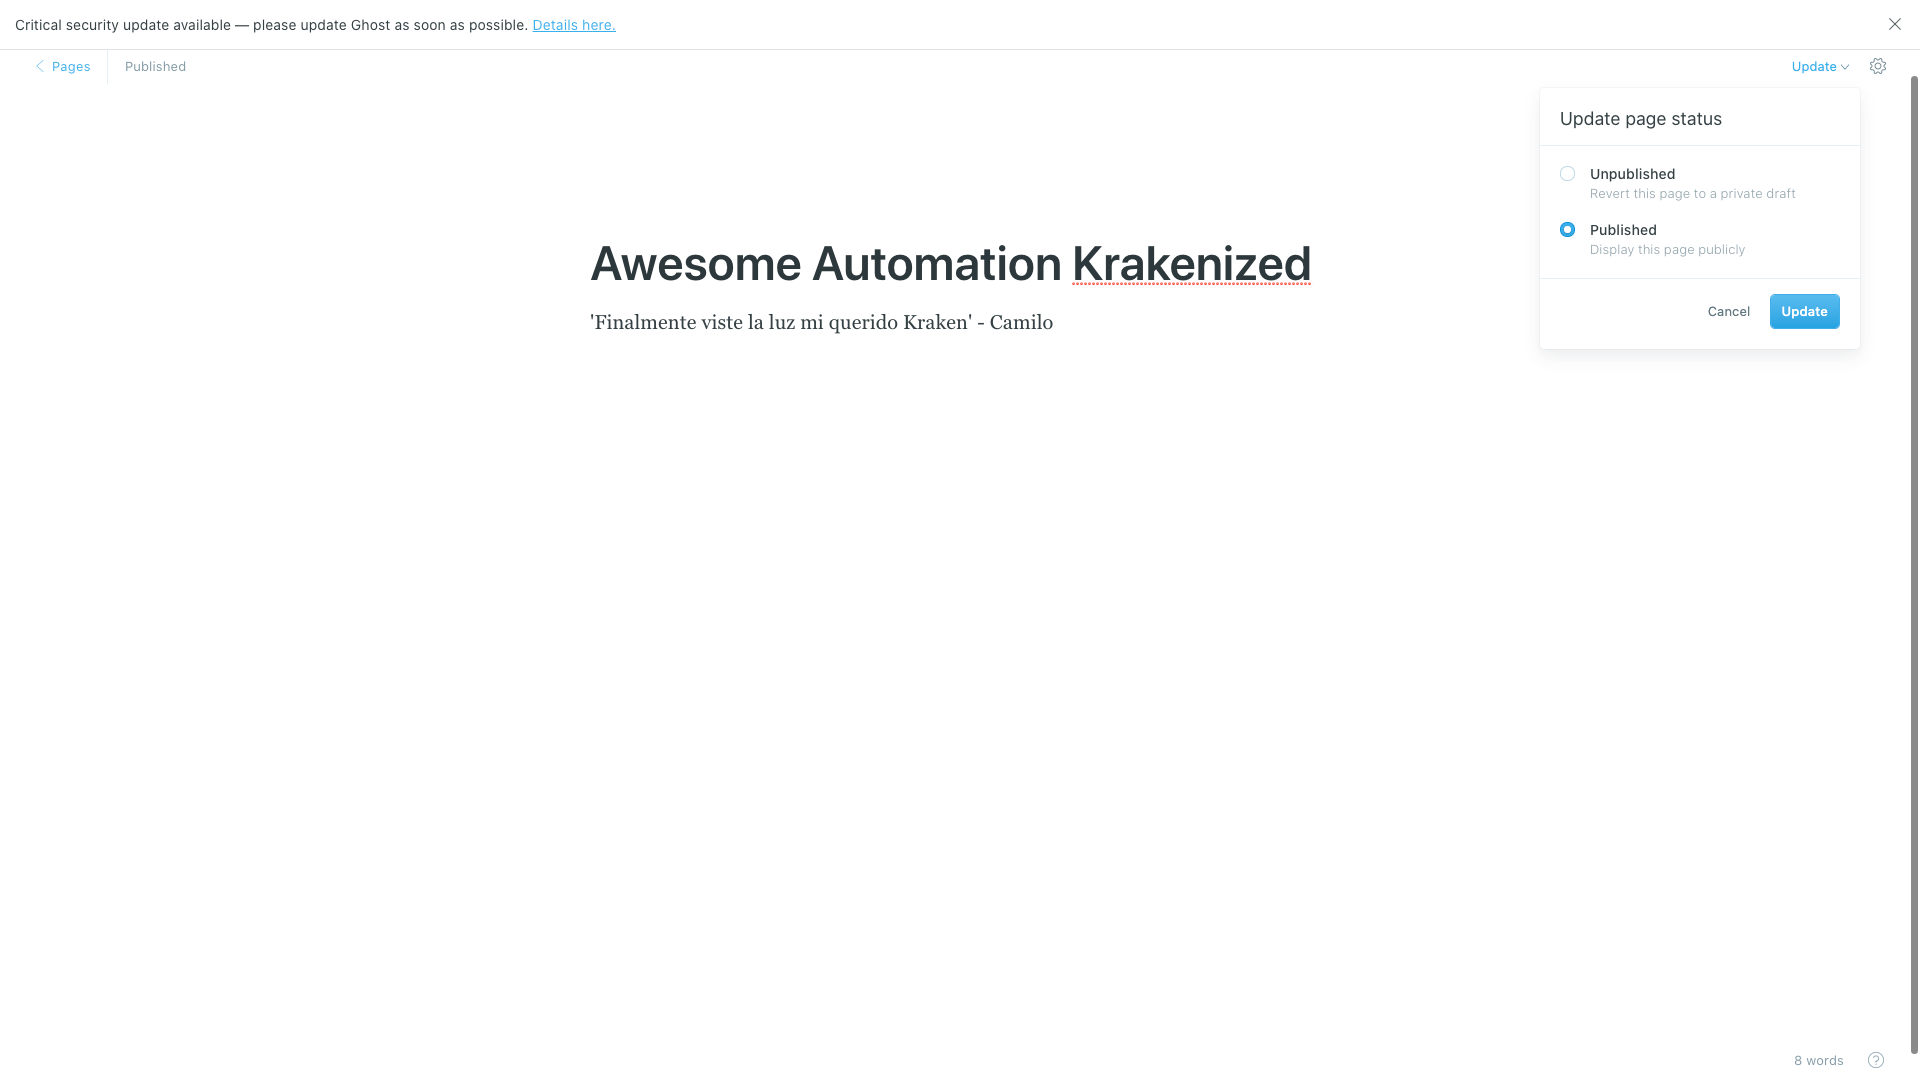 Critical security update available — please update Ghost as soon as possible. Details here.
Pages
Published
Update
Update page status
Unpublished
Revert this page to a private draft
Published
Display this page publicly
Cancel
Update
Awesome Automation Krakenized
'Finalmente viste la luz mi querido Kraken' - Camilo
8 words
?